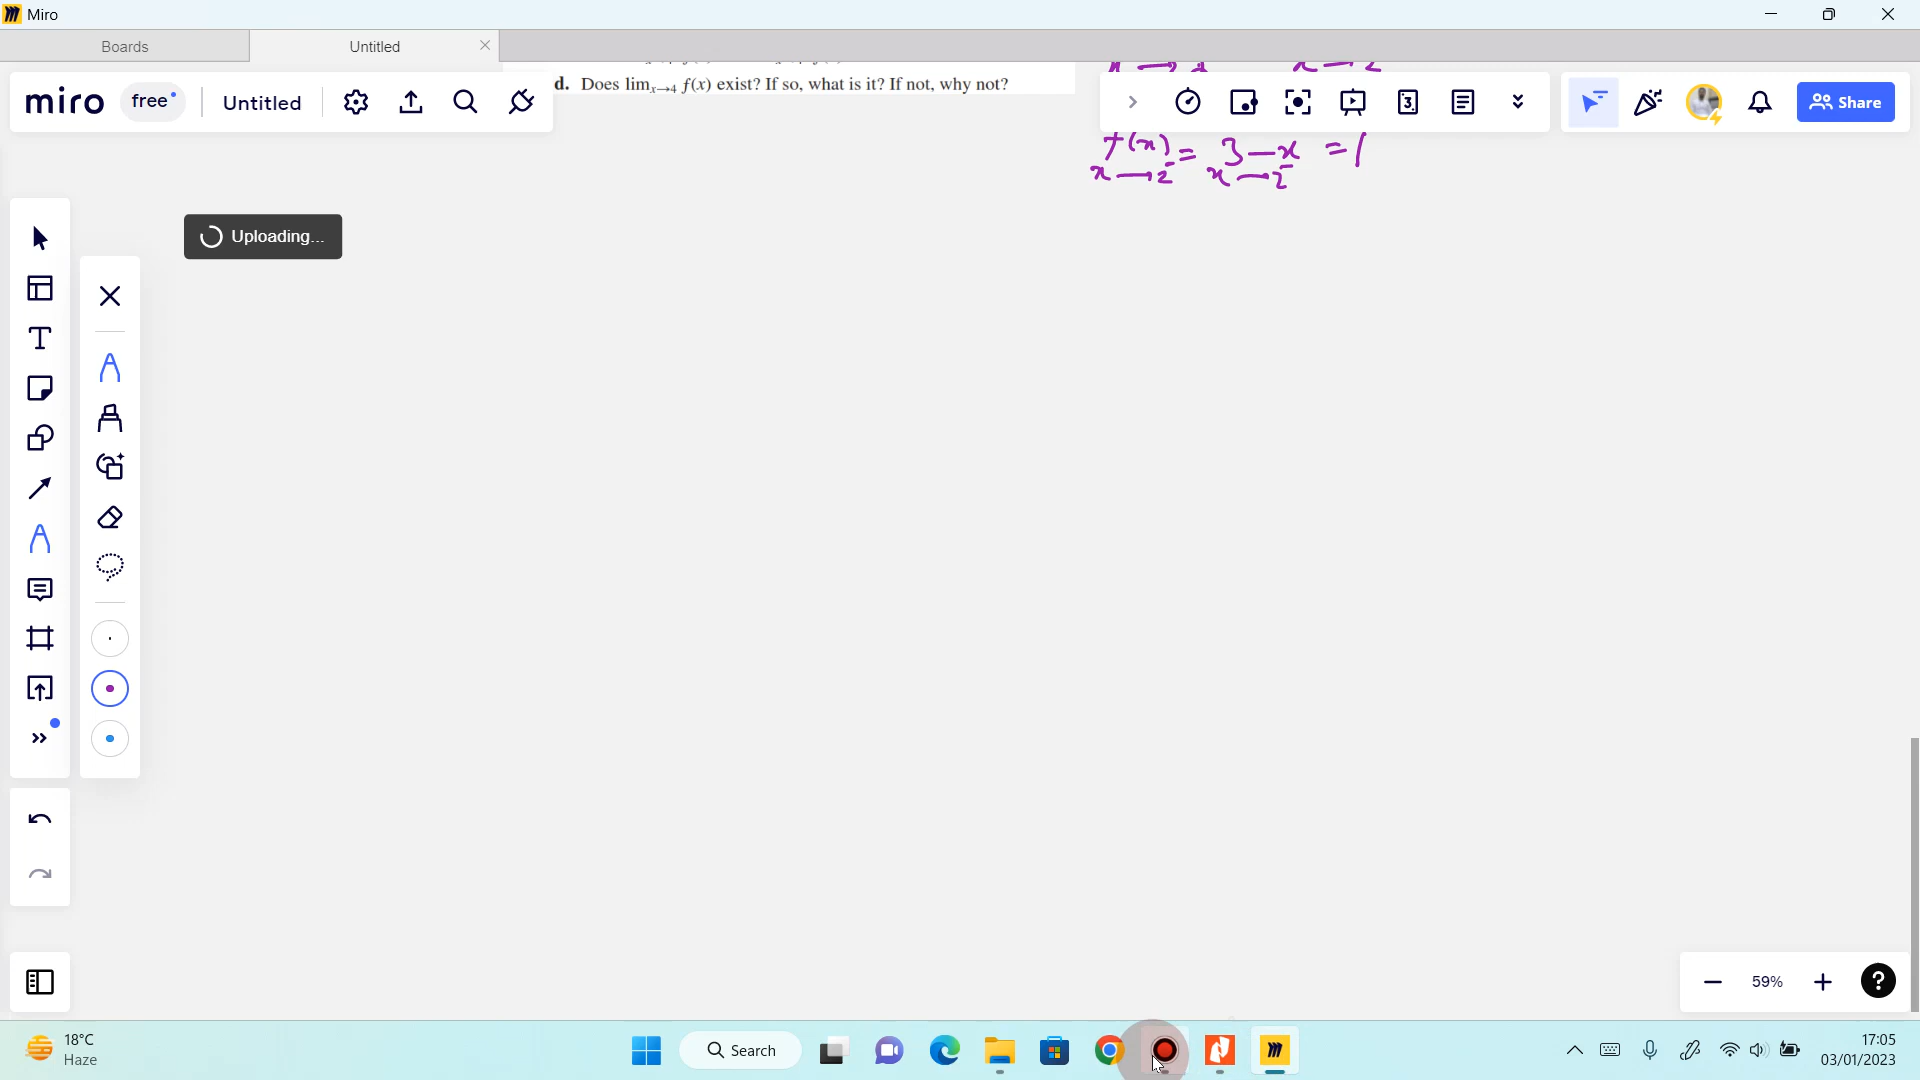 Miro
Boards
Untitled
miro
free
Untitled
d. Does lim x→4 f(x) exist? If so, what is it? If not, why not?
Share
f(x) = 3 — x = 1
x → 2⁻ x → 2⁻
Uploading...
59%
18°C
Haze
Search
17:05
03/01/2023